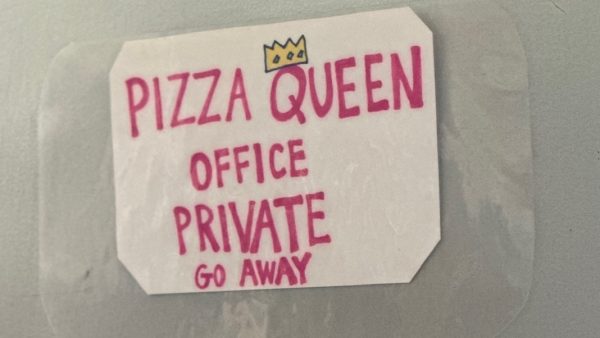 PIZZA QUEEN
OFFICE
PRIVATE
GO AWAY